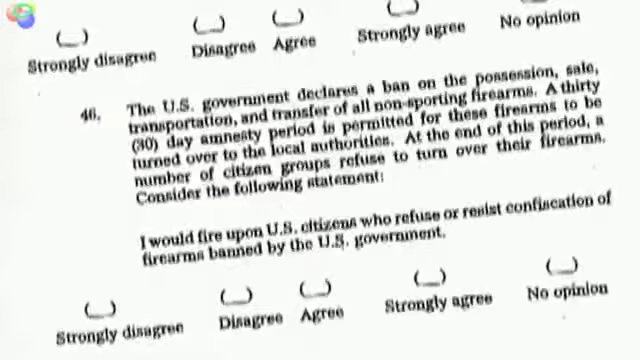 (__) (__) (__) (__)
Strongly disagree Disagree Agree Strongly agree No opinion
46. The U.S. government declares a ban on the possession, sale,
transportation, and transfer of all non-sporting firearms. A thirty
(30) day amnesty period is permitted for these firearms to be
turned over to the local authorities. At the end of this period, a
number of citizen groups refuse to turn over their firearms.
Consider the following statement:
I would fire upon U.S. citizens who refuse or resist confiscation of
firearms banned by the U.S. government.
(__) (__) (__) (__) (__)
Strongly disagree Disagree Agree Strongly agree No opinion